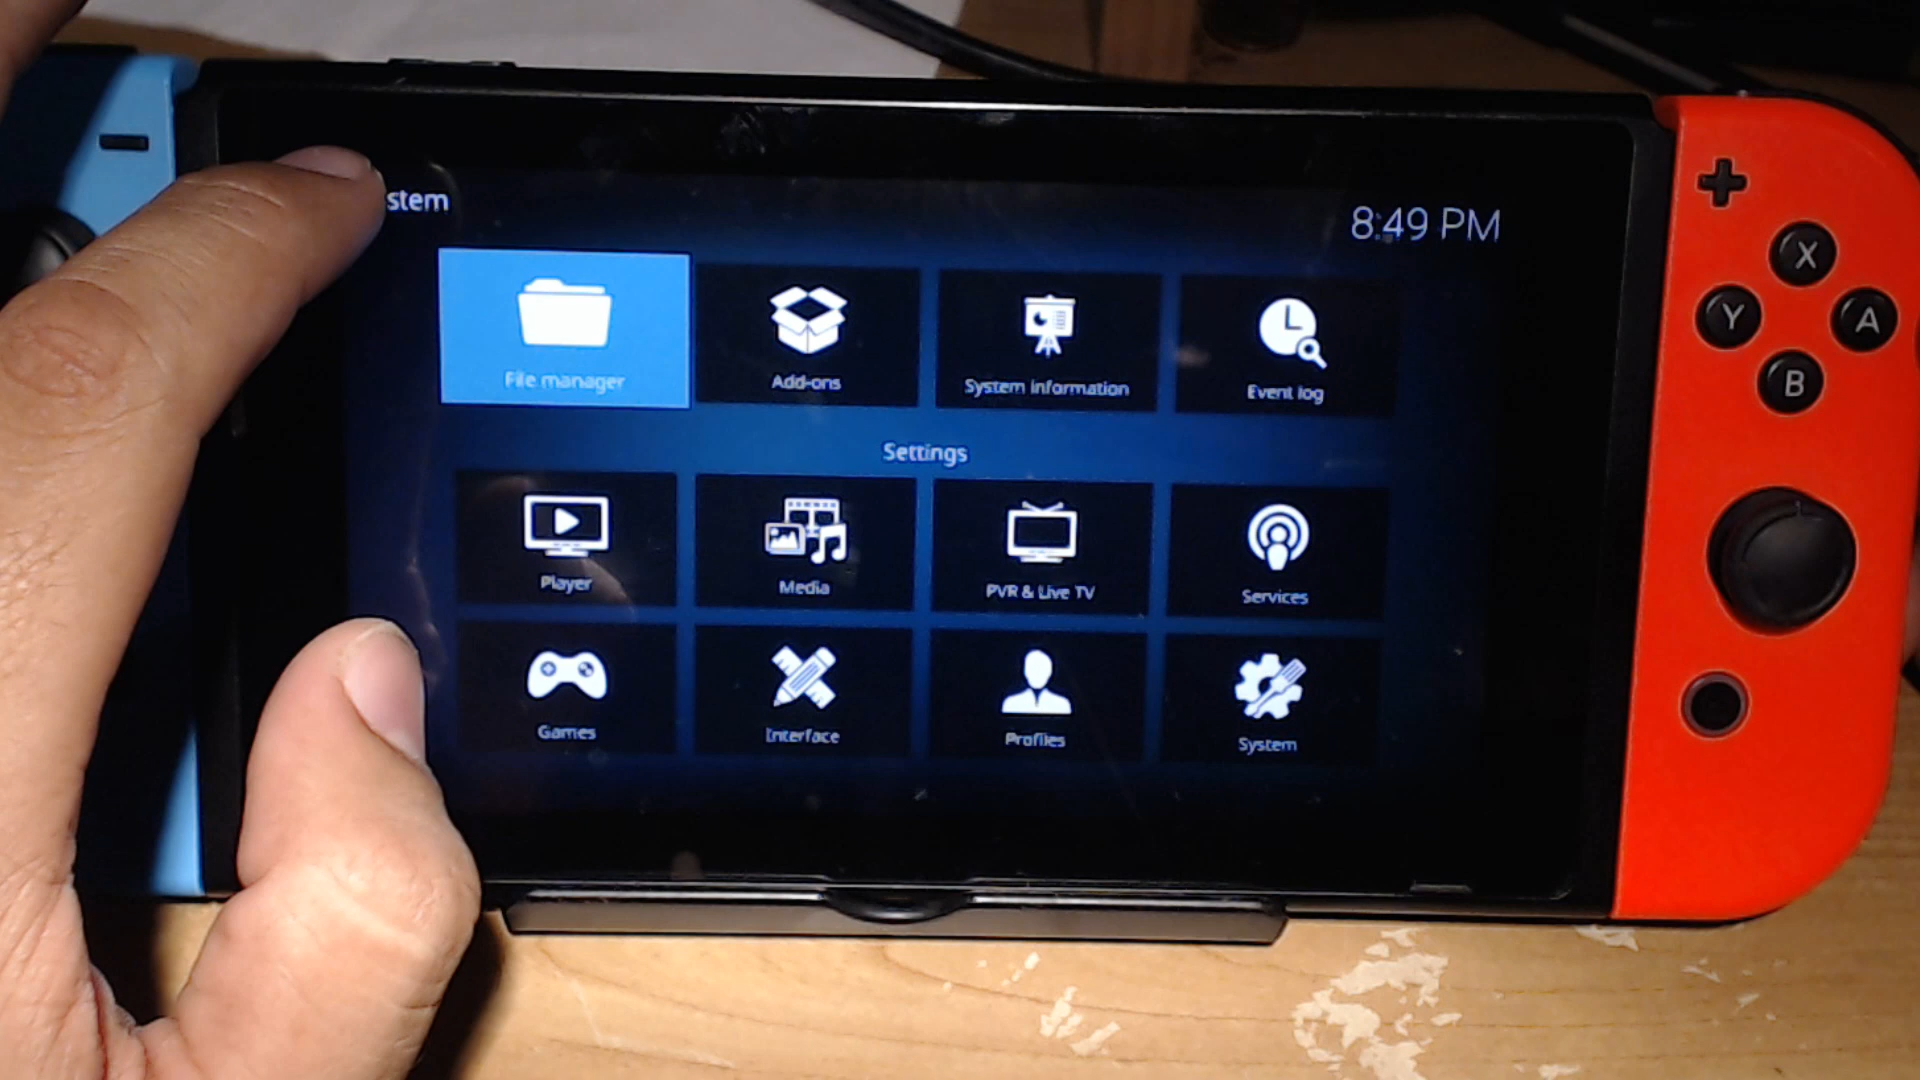 stem
8:49 PM
File manager
Add-ons
System information
Event log
Settings
Player
Media
PVR & Live TV
Services
Games
Interface
Profiles
System
X
Y
A
B